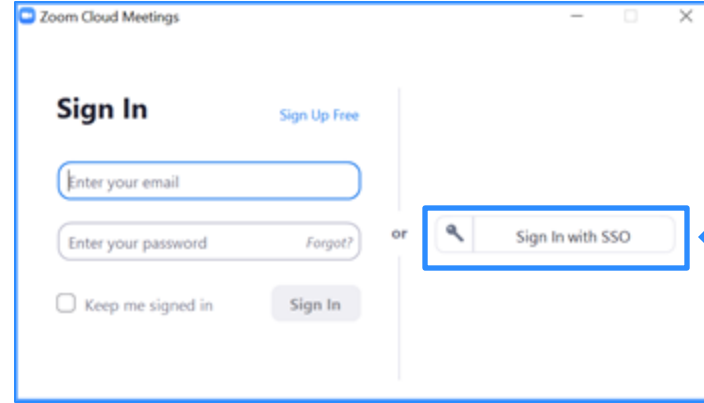 Zoom Cloud Meetings
Sign In
Sign Up Free
Enter your email
Enter your password
Forgot?
Keep me signed in
Sign In
or
Sign In with SSO